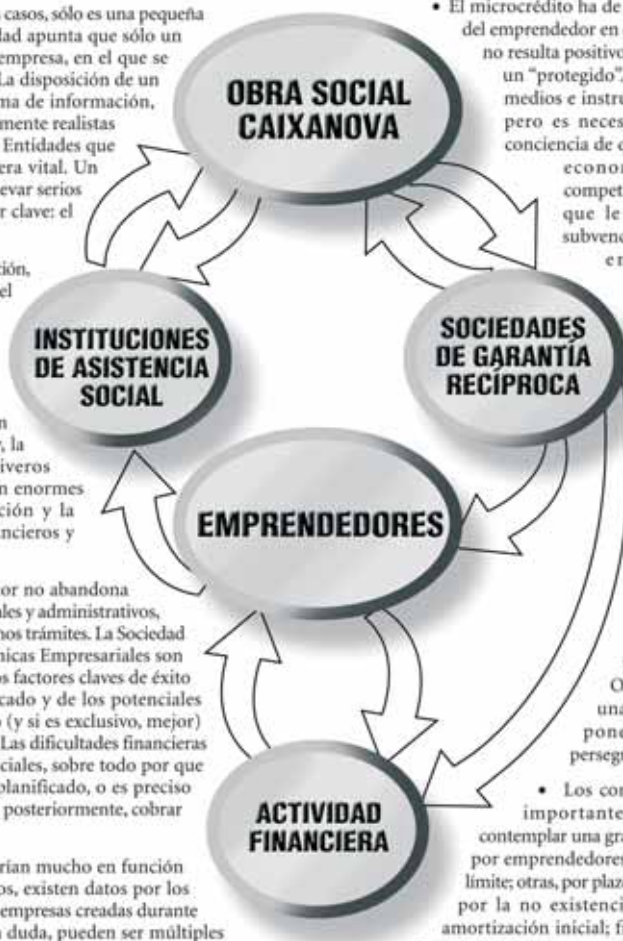 casos, sólo es una pequeña
dad apunta que sólo un
empresa, en el que se
La disposición de un
ma de información,
mente realistas
Entidades que
era vital. Un
evar serios
r clave: el
ión,
el
n
, la
iveros
n enormes
ción y la
ncieros y
or no abandona
ales y administrativos,
nos trámites. La Sociedad
nicas Empresariales son
os factores claves de éxito
cado y de los potenciales
o (y si es exclusivo, mejor)
Las dificultades financieras
ciales, sobre todo por que
planificado, o es preciso
posteriormente, cobrar
rían mucho en función
os, existen datos por los
empresas creadas durante
n duda, pueden ser múltiples
OBRA SOCIAL
CAIXANOVA
INSTITUCIONES
DE ASISTENCIA
SOCIAL
SOCIEDADES
DE GARANTÍA
RECÍPROCA
EMPRENDEDORES
ACTIVIDAD
FINANCIERA
• El microcrédito ha de
del emprendedor en
no resulta positivo
un "protegido".
medios e instru
pero es neces
conciencia de e
econom
compet
que le
subvenc
en
O
una
pone
persegu
• Los con
importante
contemplar una gra
por emprendedores
límite; otras, por plazo
por la no existenci
amortización inicial; fi